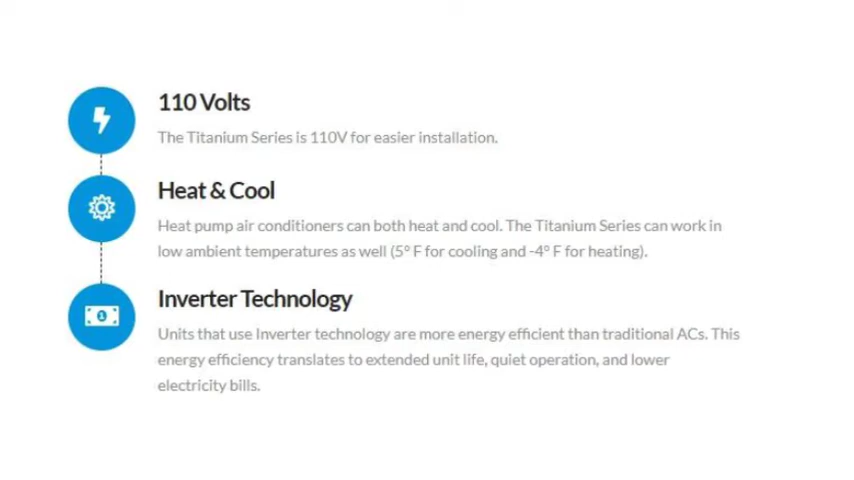 110 Volts
The Titanium Series is 110V for easier installation.
Heat & Cool
Heat pump air conditioners can both heat and cool. The Titanium Series can work in
low ambient temperatures as well (5° F for cooling and -4° F for heating).
1
Inverter Technology
Units that use Inverter technology are more energy efficient than traditional ACs. This
energy efficiency translates to extended unit life, quiet operation, and lower
electricity bills.